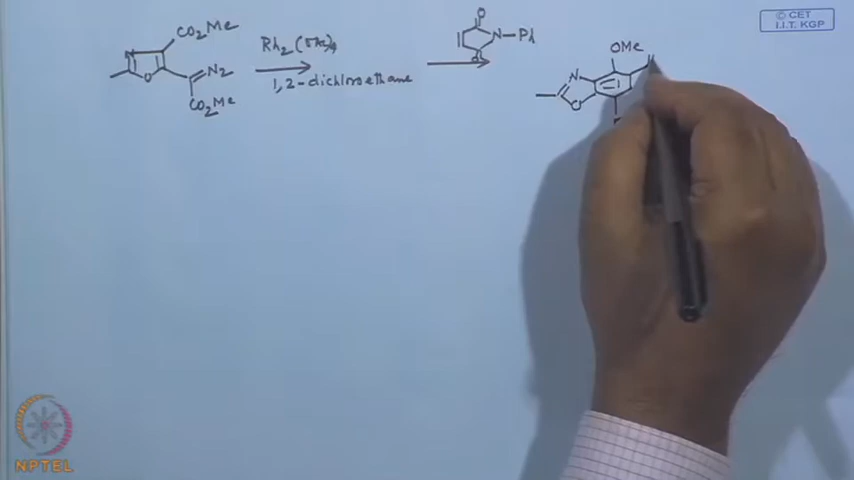 © CET
I.I.T. KGP
CO₂Me
N
O
N₂
CO₂Me
Rh₂(OAc)₄
1,2-dichloroethane
O
N-Ph
O
OMe
N
O
NPTEL